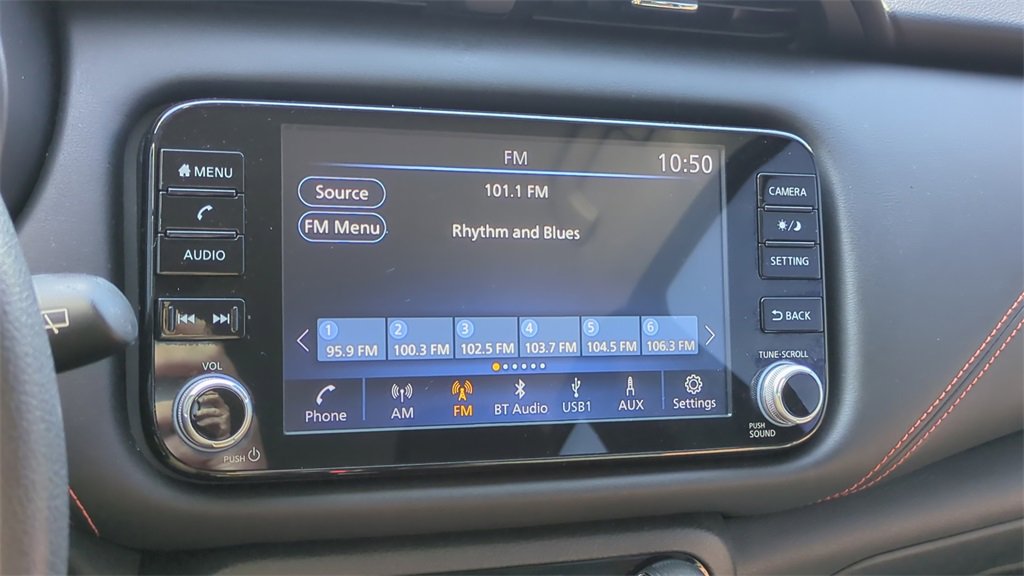 FM
10:50
MENU
Source
101.1 FM
FM Menu
Rhythm and Blues
AUDIO
CAMERA
SETTING
BACK
1 2 3 4 5 6
95.9 FM 100.3 FM 102.5 FM 103.7 FM 104.5 FM 106.3 FM
Phone AM FM BT Audio USB1 AUX Settings
VOL
PUSH
TUNE-SCROLL
PUSH
SOUND